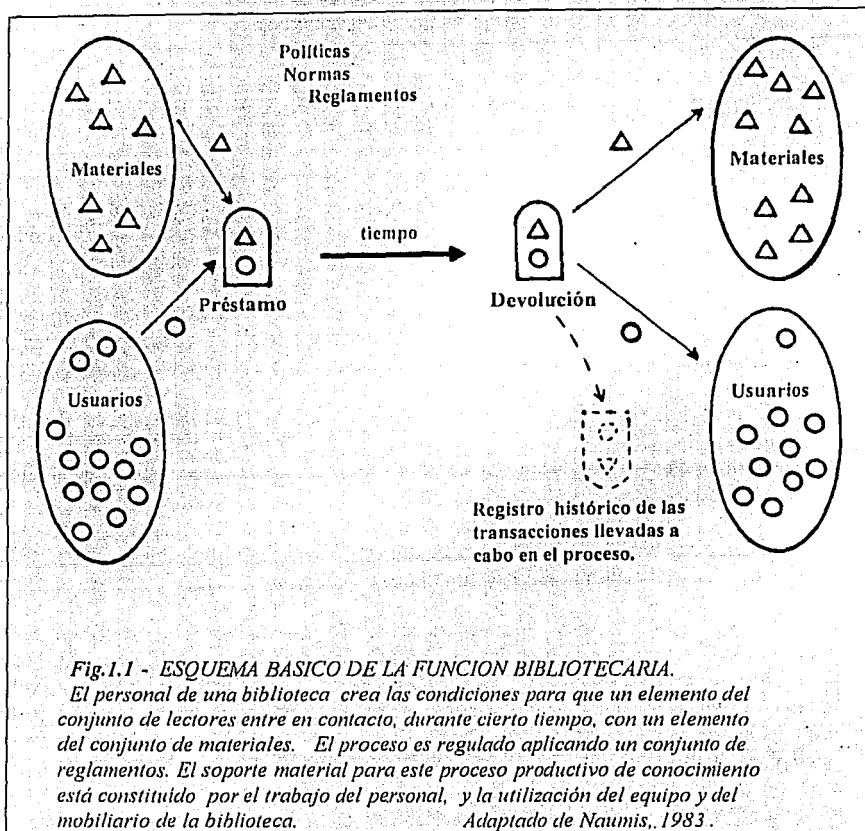 Políticas
Normas
Reglamentos
Materiales
Materiales
tiempo
Préstamo
Devolución
Usuarios
Usuarios
Registro histórico de las
transacciones llevadas a
cabo en el proceso.
Fig.1.1 - ESQUEMA BASICO DE LA FUNCION BIBLIOTECARIA.
El personal de una biblioteca crea las condiciones para que un elemento del
conjunto de lectores entre en contacto, durante cierto tiempo, con un elemento
del conjunto de materiales. El proceso es regulado aplicando un conjunto de
reglamentos. El soporte material para este proceso productivo de conocimiento
está constituído por el trabajo del personal, y la utilización del equipo y del
mobiliario de la biblioteca. Adaptado de Naumis, 1983.